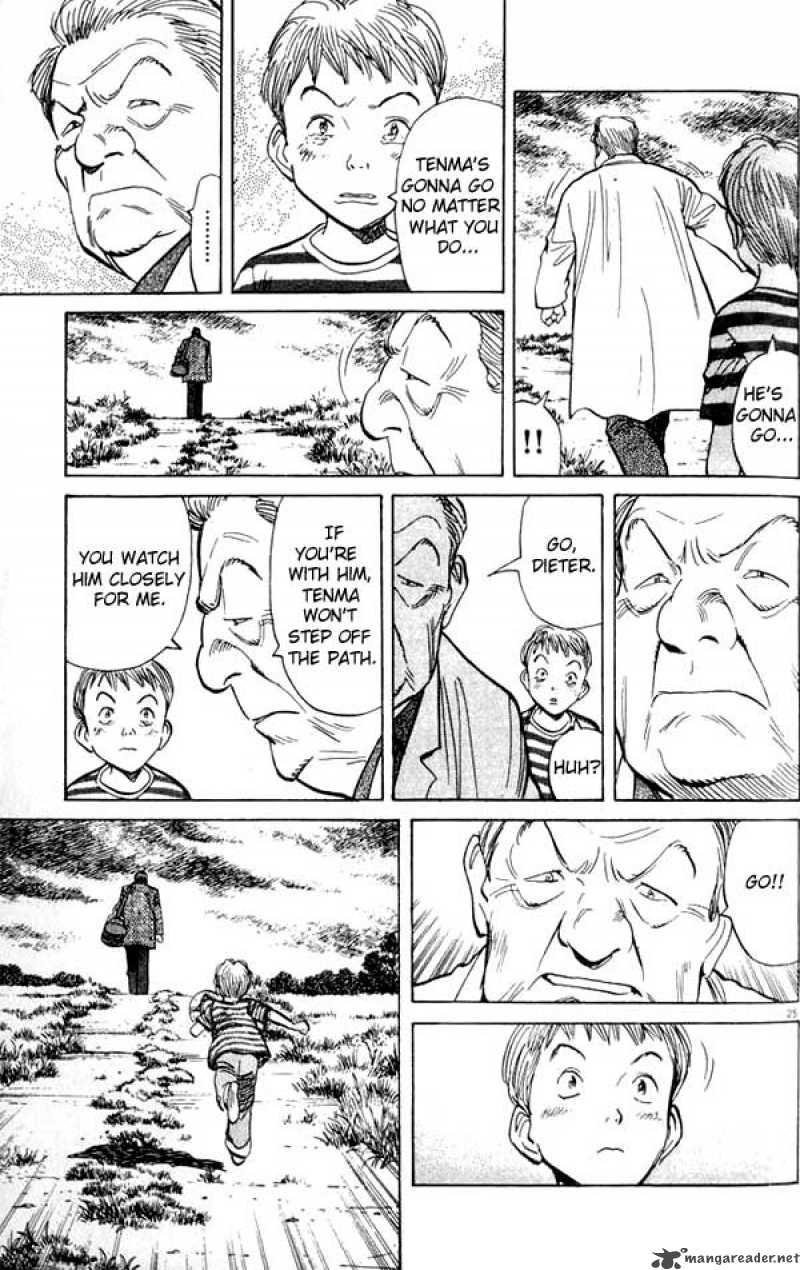 HE'S
GONNA
GO...
!!
TENMA'S
GONNA GO
NO MATTER
WHAT YOU
DO...
........
GO,
DIETER.
HUH?
IF
YOU'RE
WITH HIM,
TENMA
WON'T
STEP OFF
THE PATH.
YOU WATCH
HIM CLOSELY
FOR ME.
GO!!
25
mangareader.net